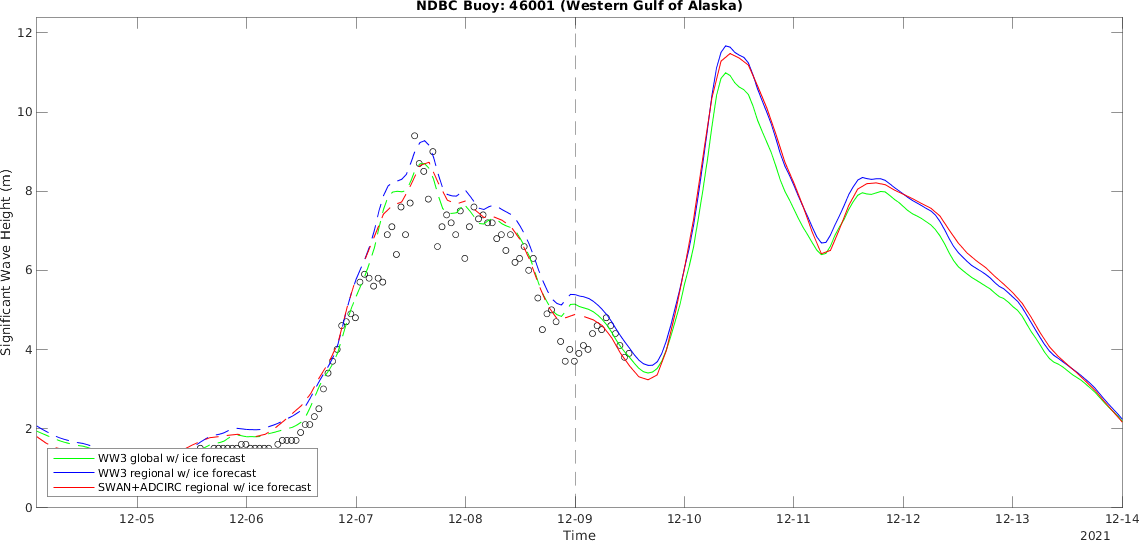 NDBC Buoy: 46001 (Western Gulf of Alaska)
Significant Wave Height (m)
12
10
8
6
4
2
0
WW3 global w/ ice forecast
WW3 regional w/ ice forecast
SWAN+ADCIRC regional w/ ice forecast
12-05 12-06 12-07 12-08 12-09 12-10 12-11 12-12 12-13 12-14
Time
2021